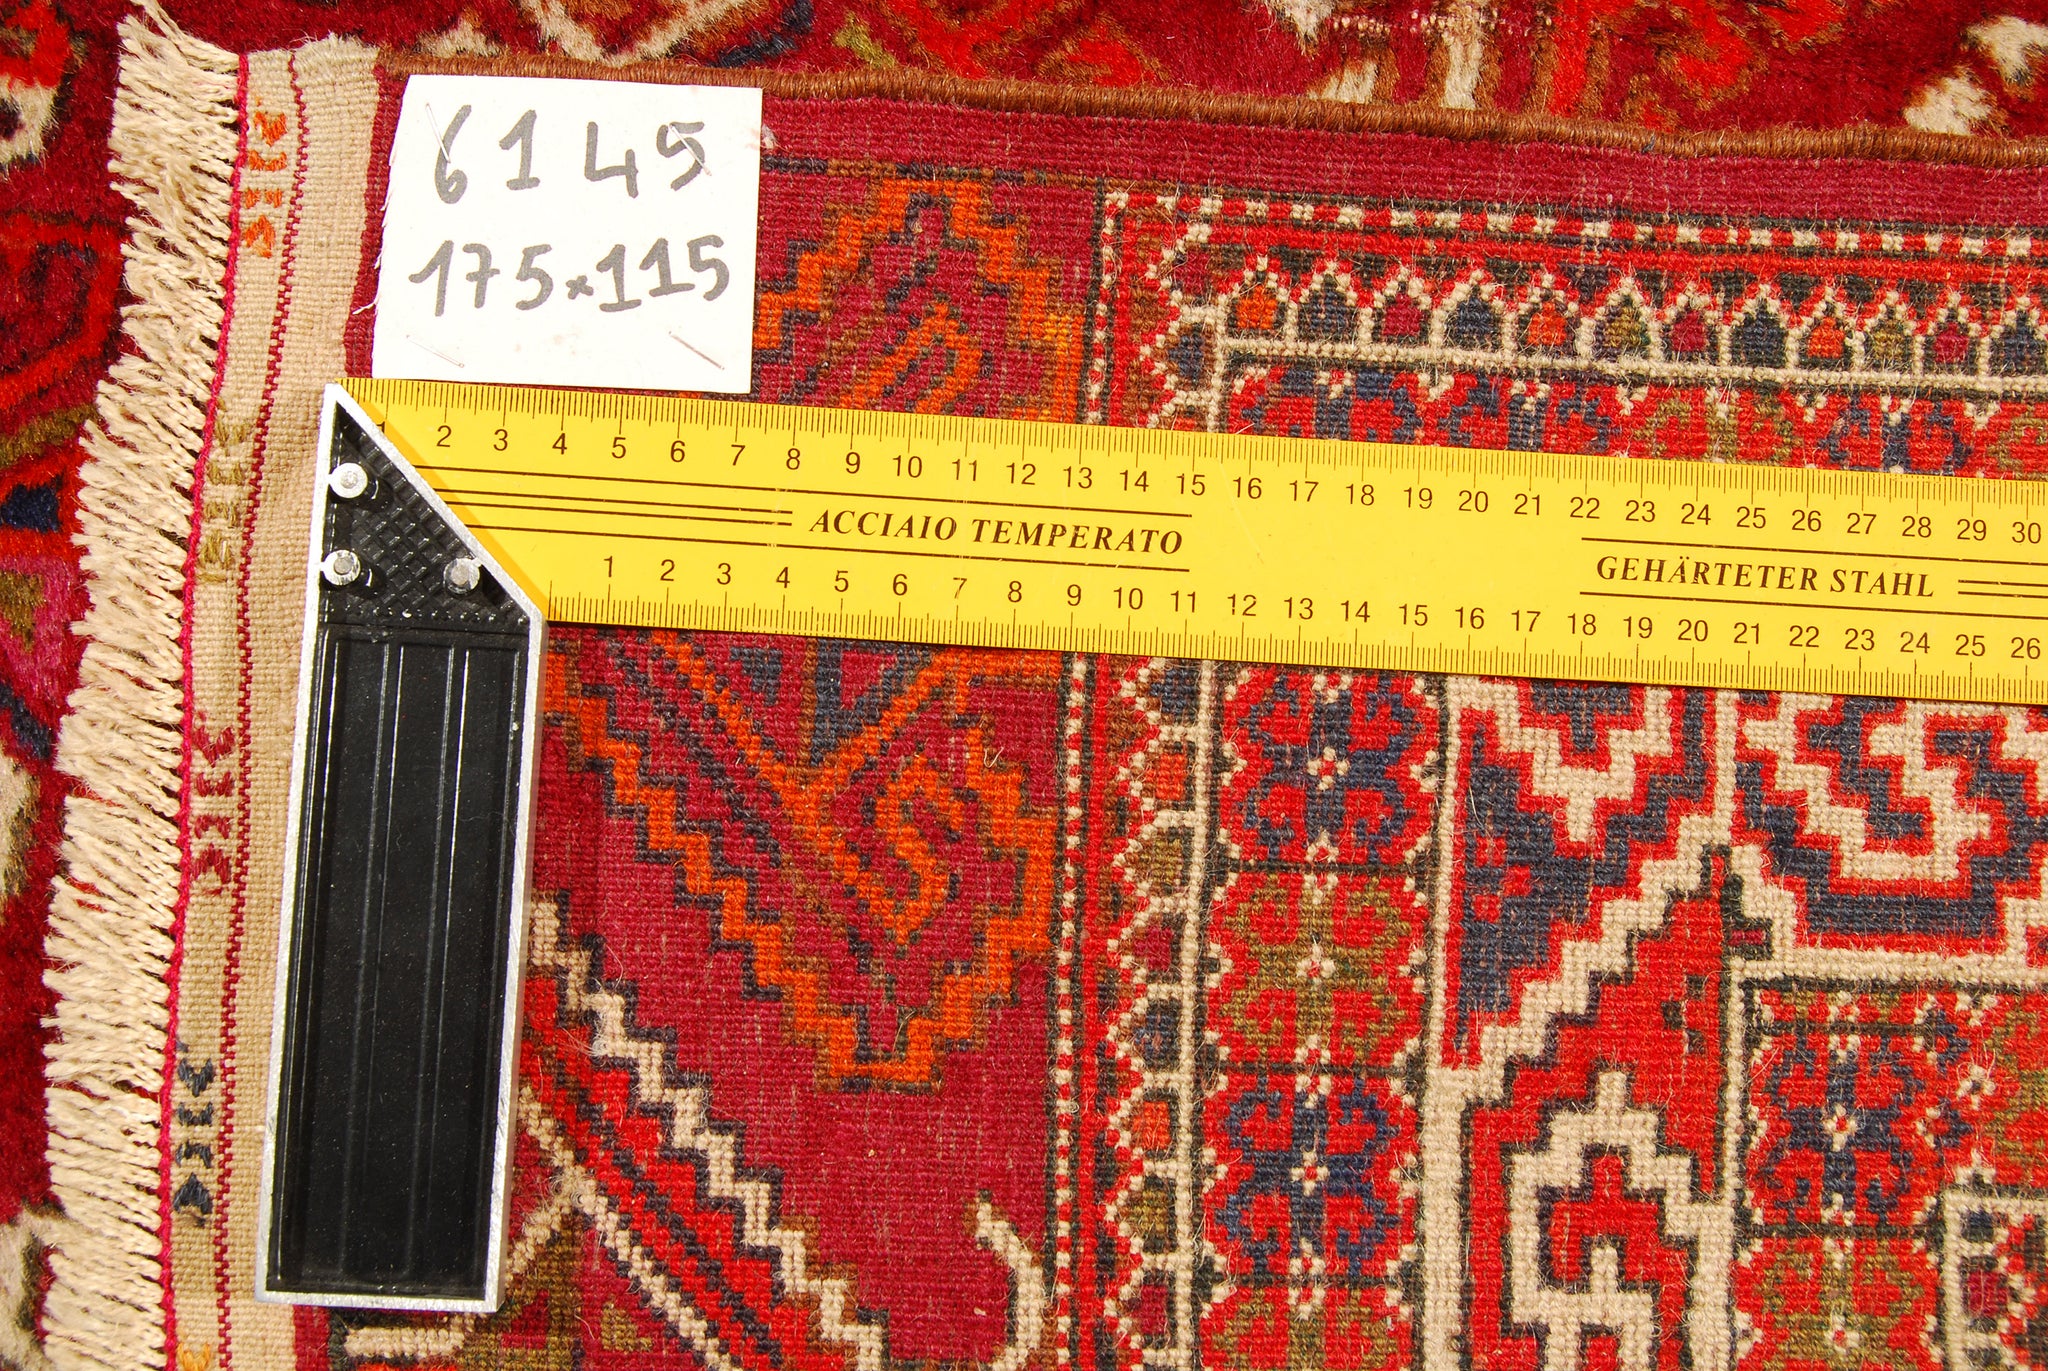 6145
175x115
1 2 3 4 5 6 7 8 9 10 11 12 13 14 15 16 17 18 19 20 21 22 23 24 25 26 27 28 29 30
ACCIAIO TEMPERATO
GEHÄRTETER STAHL
1 2 3 4 5 6 7 8 9 10 11 12 13 14 15 16 17 18 19 20 21 22 23 24 25 26